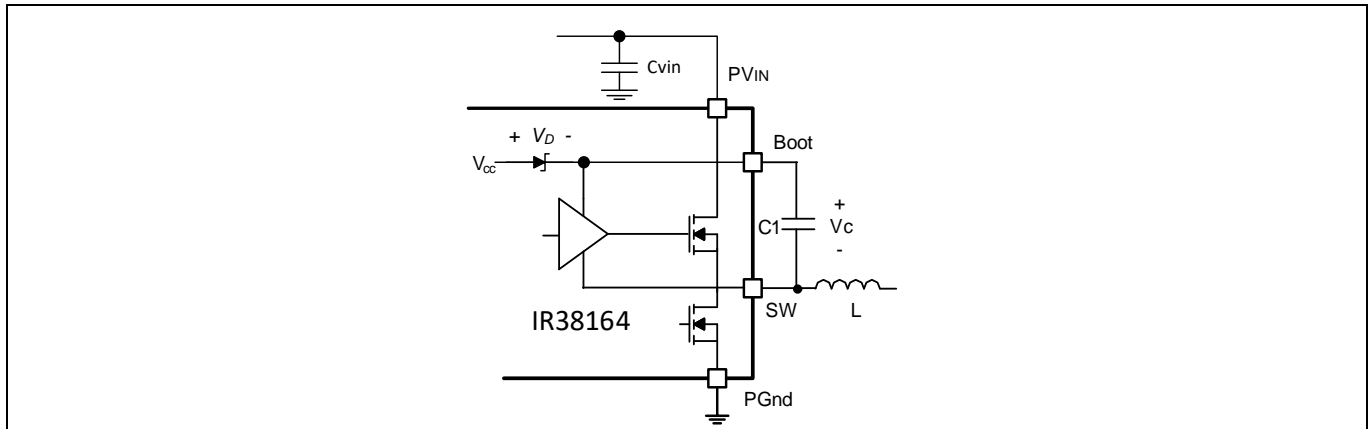 Cvin
PVIN
+ VD -
Boot
Vcc
+
C1 Vc
-
SW L
IR38164
PGnd